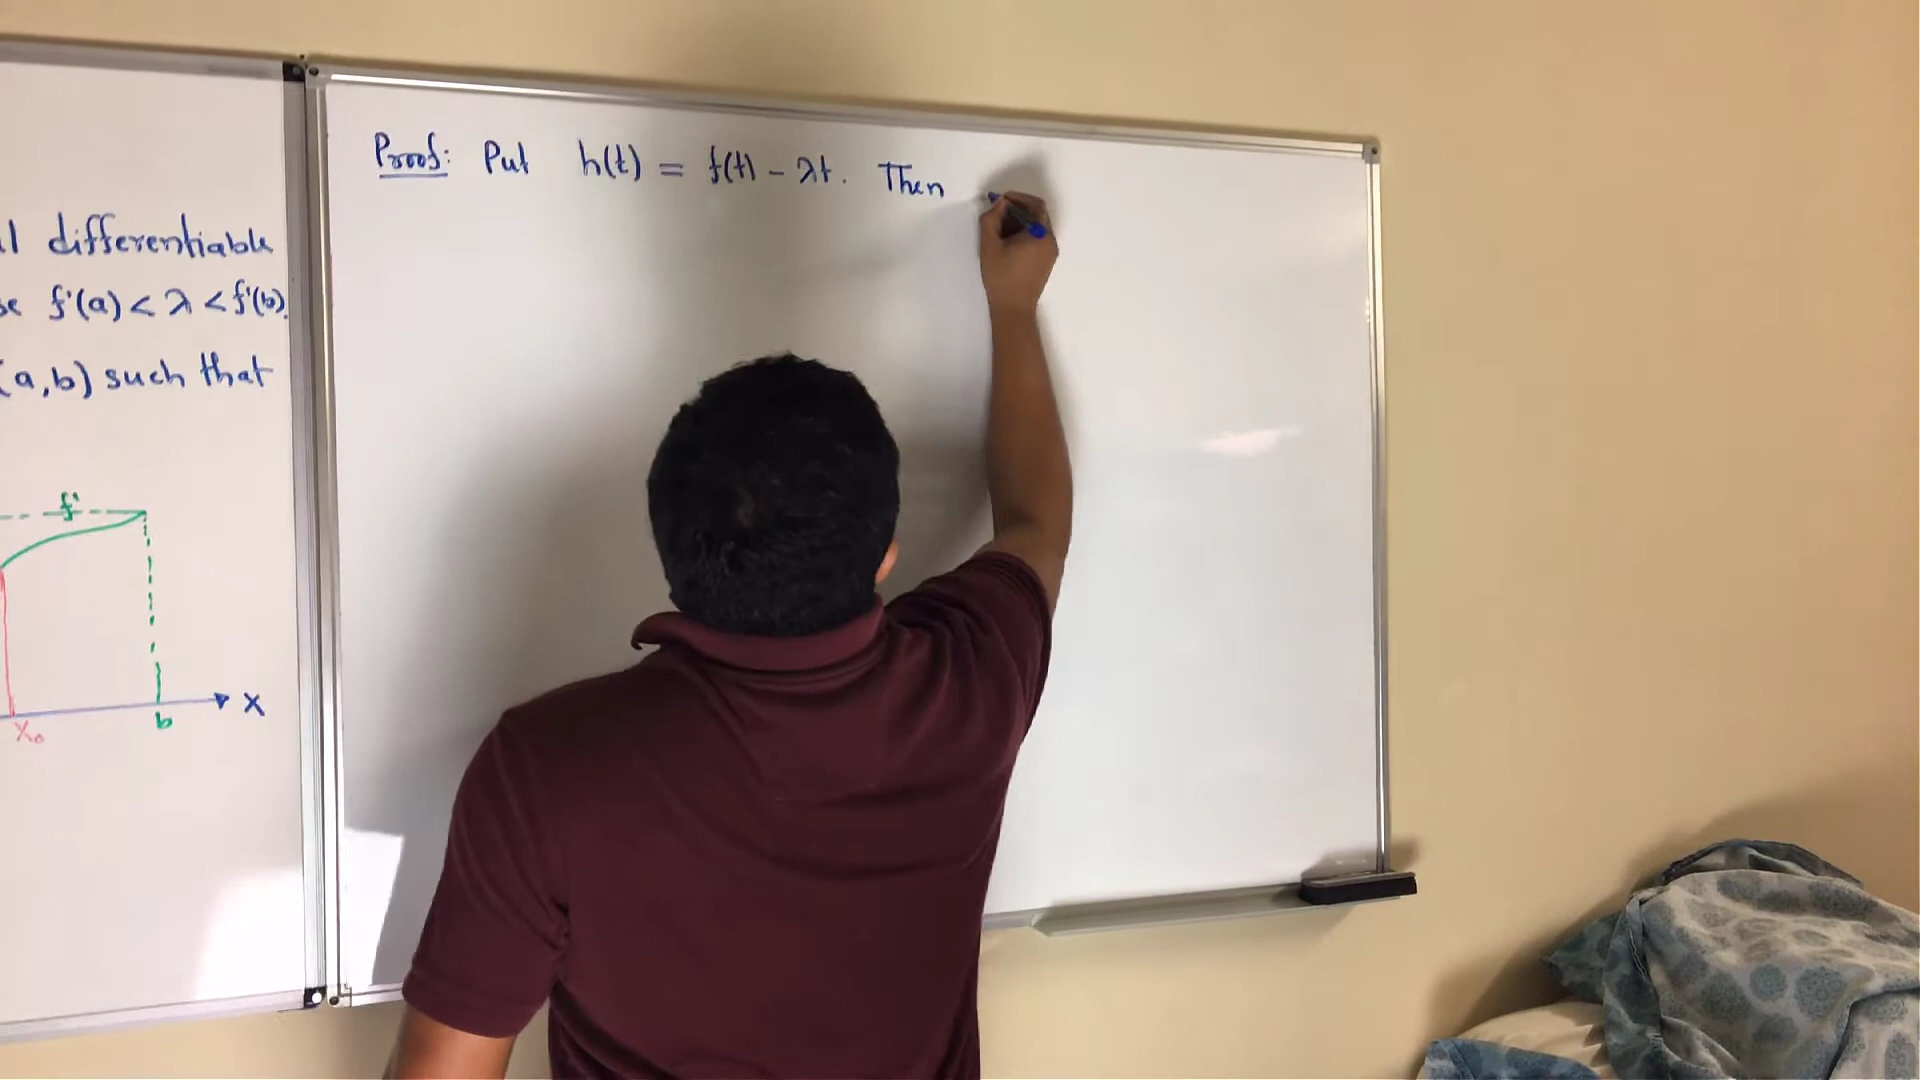 l differentiable
se f'(a) < λ < f'(b).
(a,b) such that
f'
x
x₀
b
Proof: Put h(t) = f(t) - λt. Then